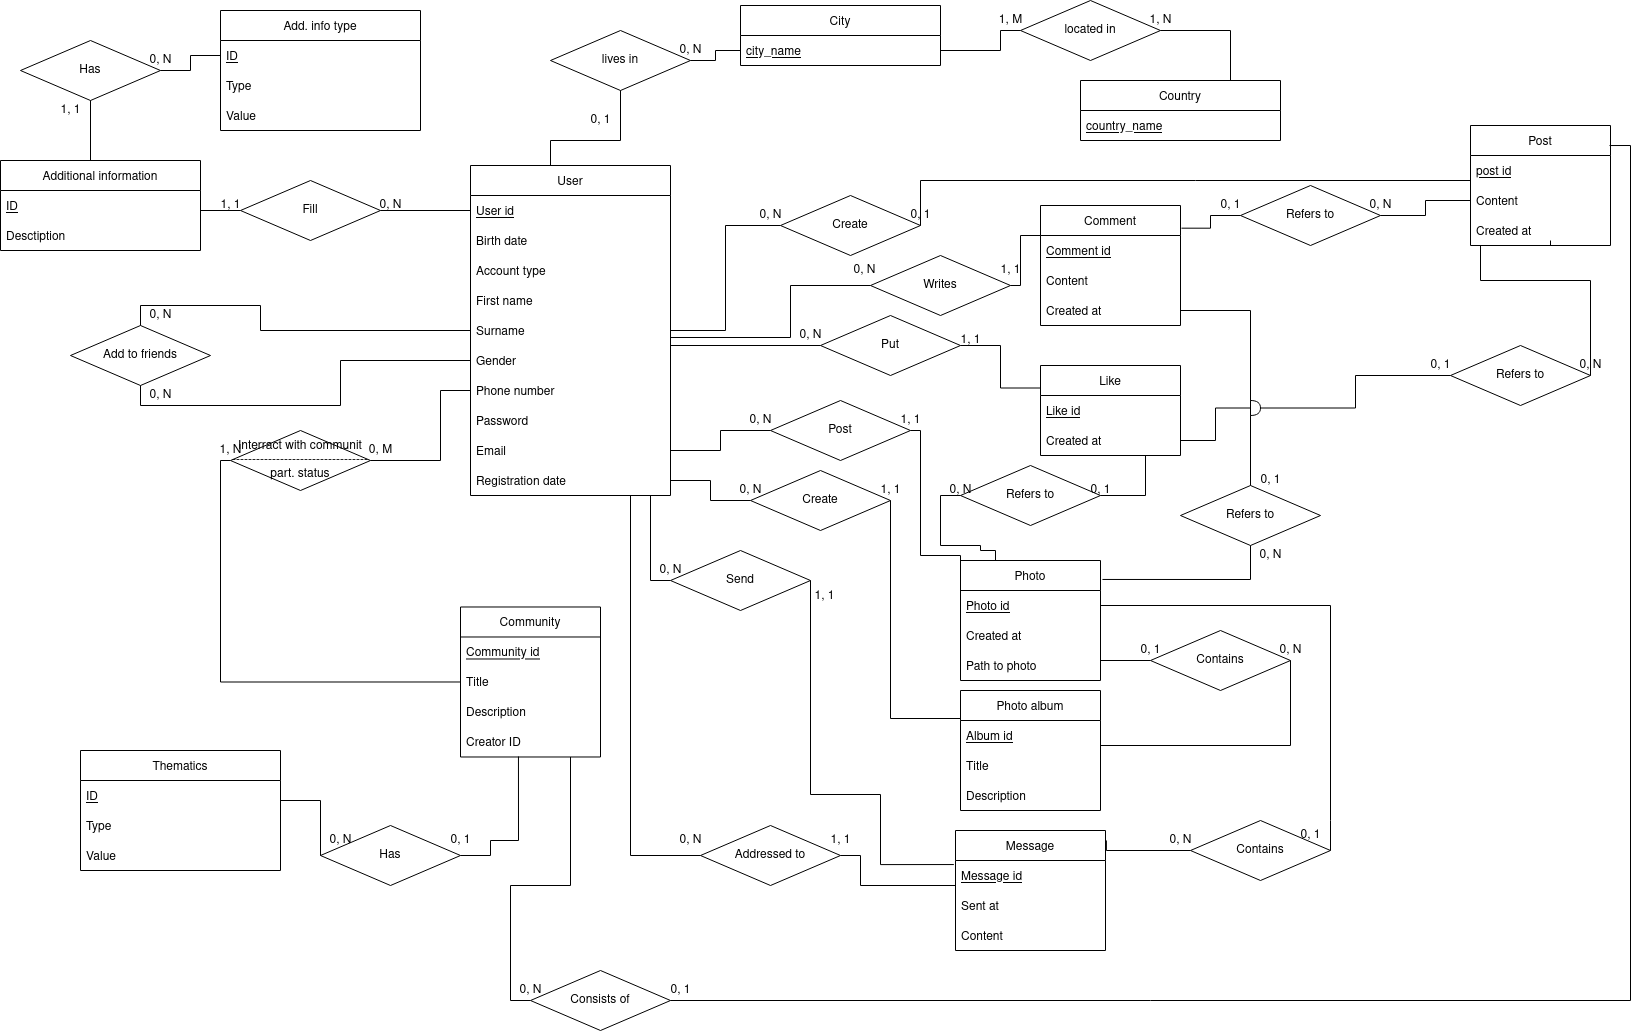 Add. info type
ID
Type
Value
Has
0, N
1, 1
Additional information
ID
Desctiption
1, 1
Fill
0, N
City
city_name
lives in
0, N
0, 1
1, M
located in
1, N
Country
country_name
User
User id
Birth date
Account type
First name
Surname
Gender
Phone number
Password
Email
Registration date
0, N
Add to friends
0, N
Interract with communit
part. status
1, N
0, M
0, N
Create
0, 1
0, N
Writes
1, 1
0, N
Put
1, 1
Comment
Comment id
Content
Created at
0, 1
Refers to
0, N
Post
post id
Content
Created at
Like
Like id
Created at
0, 1
Refers to
0, N
0, N
Post
1, 1
0, N
Create
1, 1
0, N
Refers to
0, 1
0, 1
Refers to
0, N
0, N
Send
1, 1
Photo
Photo id
Created at
Path to photo
0, 1
Contains
0, N
Photo album
Album id
Title
Description
Community
Community id
Title
Description
Creator ID
Thematics
ID
Type
Value
0, N
Has
0, 1
0, N
Addressed to
1, 1
Message
Message id
Sent at
Content
0, N
Contains
0, 1
0, N
Consists of
0, 1